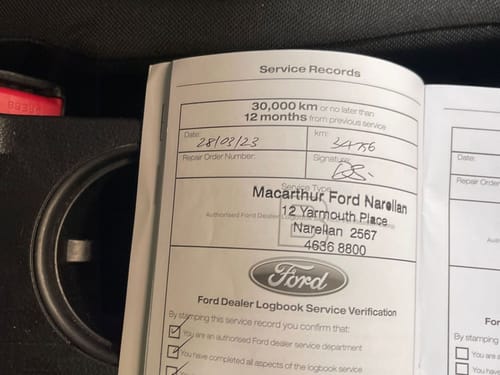 Service Records
30,000 km or no later than
12 months from previous service
Date: 28/03/23
km: 34756
Repair Order Number:
Signature
Service Type
Macarthur Ford Narellan
12 Yarmouth Place
Narellan 2567
4636 8800
Authorised Ford Dealer
Ford
Ford Dealer Logbook Service Verification
By stamping this service record you confirm that:
You are an authorised Ford dealer service department
You have completed all aspects of the logbook service
Date:
Repair Order
For
You are a
You have